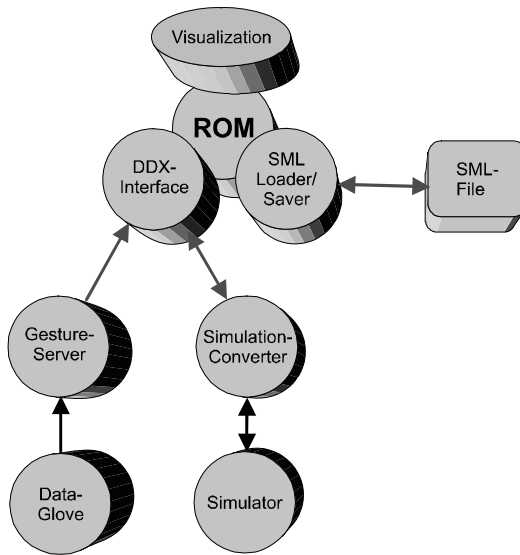 Visualization
ROM
DDX-
Interface
SML
Loader/
Saver
SML-
File
Gesture-
Server
Simulation-
Converter
Data-
Glove
Simulator